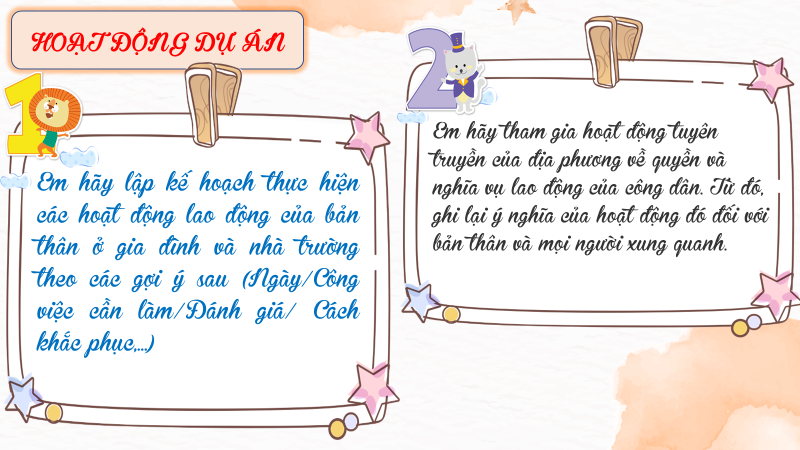 HOẠT ĐỘNG DỰ ÁN
1
Em hãy lập kế hoạch thực hiện
các hoạt động lao động của bản
thân ở gia đình và nhà trường
theo các gợi ý sau (Ngày/Công
việc cần làm/Đánh giá/ Cách
khắc phục,...)
2
Em hãy tham gia hoạt động tuyên
truyền của địa phương về quyền và
nghĩa vụ lao động của công dân. Từ đó,
ghi lại ý nghĩa của hoạt động đó đối với
bản thân và mọi người xung quanh.